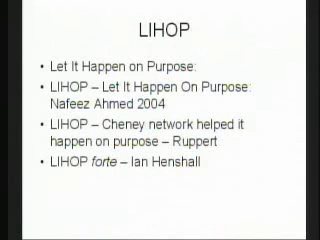 LIHOP
• Let It Happen on Purpose:
• LIHOP – Let It Happen On Purpose:
Nafeez Ahmed 2004
• LIHOP – Cheney network helped it
happen on purpose – Ruppert
• LIHOP forte – Ian Henshall